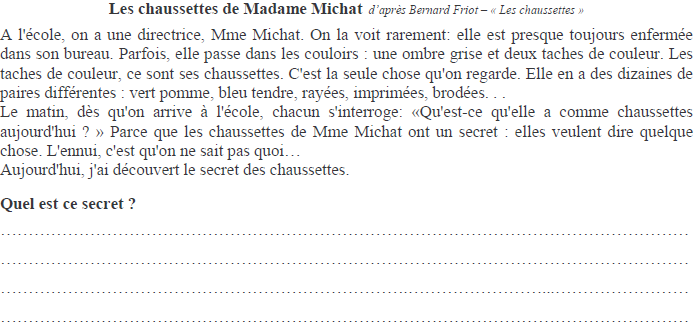 Les chaussettes de Madame Michat d'après Bernard Friot – « Les chaussettes »
A l'école, on a une directrice, Mme Michat. On la voit rarement: elle est presque toujours enfermée
dans son bureau. Parfois, elle passe dans les couloirs : une ombre grise et deux taches de couleur. Les
taches de couleur, ce sont ses chaussettes. C'est la seule chose qu'on regarde. Elle en a des dizaines de
paires différentes : vert pomme, bleu tendre, rayées, imprimées, brodées. . .
Le matin, dès qu'on arrive à l'école, chacun s'interroge: «Qu'est-ce qu'elle a comme chaussettes
aujourd'hui ? » Parce que les chaussettes de Mme Michat ont un secret : elles veulent dire quelque
chose. L'ennui, c'est qu'on ne sait pas quoi…
Aujourd'hui, j'ai découvert le secret des chaussettes.
Quel est ce secret ?